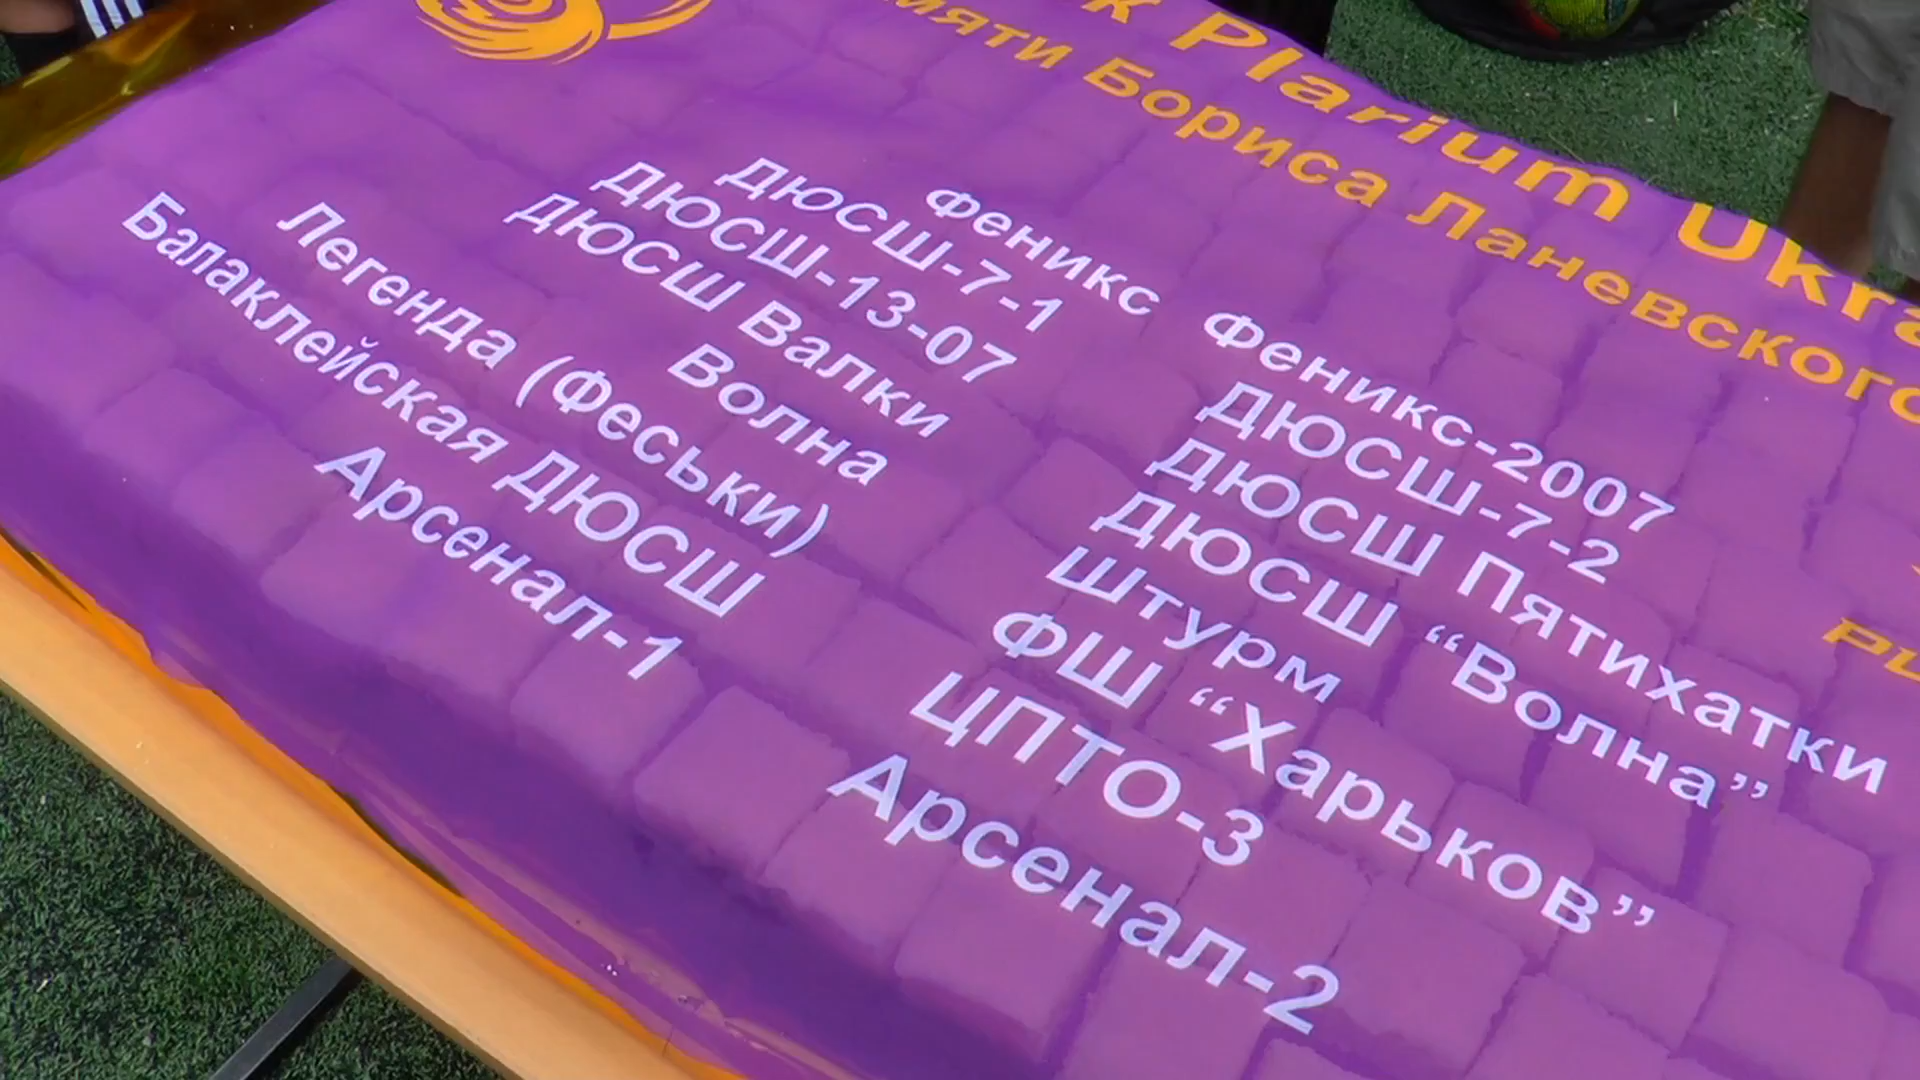 Plarium Ukra
Бориса Ланевского
Феникс
ДЮСШ-7-1
ДЮСШ-13-07
ДЮСШ Валки
Волна
Легенда (Феськи)
Балаклейская ДЮСШ
Арсенал-1
Феникс-2007
ДЮСШ-7-2
ДЮСШ Пятихатки
ДЮСШ “Волна”
Штурм
ФШ “Харьков”
ЦПТО-3
Арсенал-2